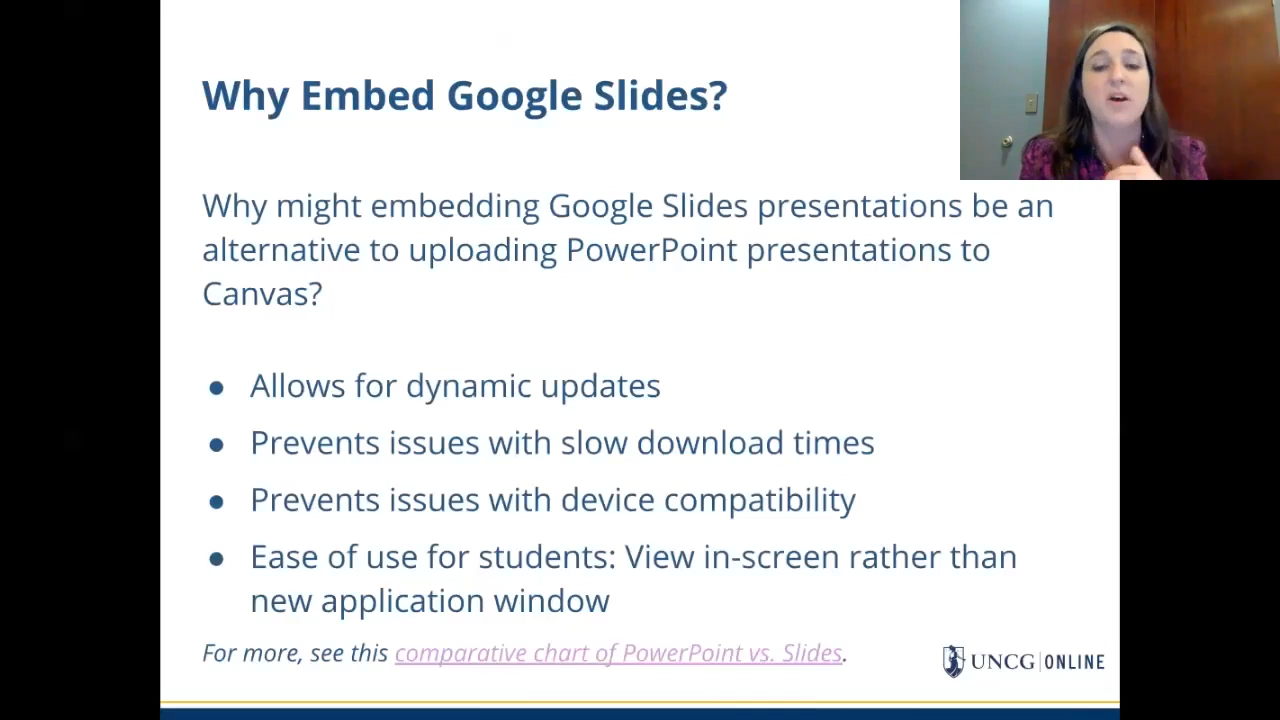 Why Embed Google Slides?
Why might embedding Google Slides presentations be an
alternative to uploading PowerPoint presentations to
Canvas?
● Allows for dynamic updates
● Prevents issues with slow download times
● Prevents issues with device compatibility
● Ease of use for students: View in-screen rather than
new application window
For more, see this comparative chart of PowerPoint vs. Slides.
UNCG | ONLINE